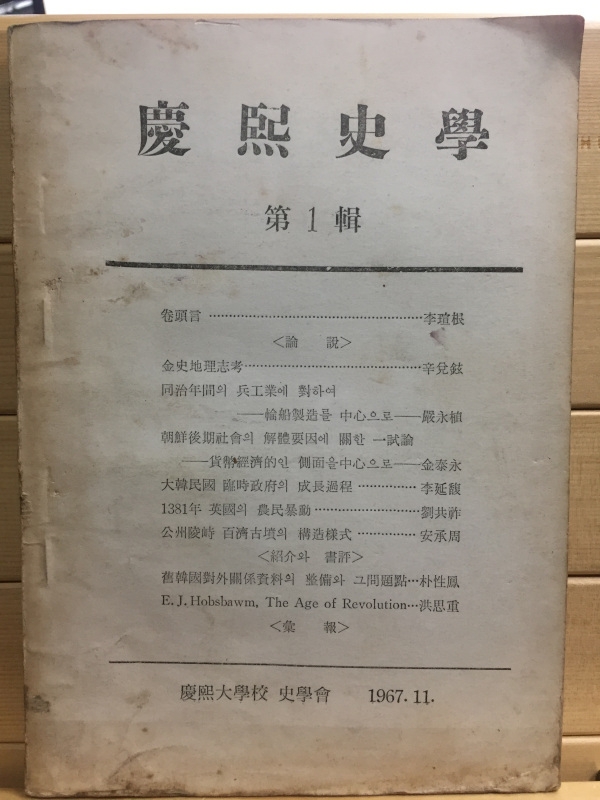 慶熙史學
第1輯
卷頭言 ………………………………………… 李瑄根
<論 說>
金史地理志考 ………………………………… 辛兌鉉
同治年間의 兵工業에 對하여
――輪船製造를 中心으로――嚴永植
朝鮮後期社會의 解體要因에 關한 一試論
――貨幣經濟的인 側面을 中心으로――金泰永
大韓民國 臨時政府의 成長過程 …………… 李延馥
1381年 英國의 農民暴動 …………………… 劉共祚
公州陵峙 百濟古墳의 構造樣式 …………… 安承周
<紹介와 書評>
舊韓國對外關係資料의 整備와 그問題點…朴性鳳
E. J. Hobsbawm, The Age of Revolution…洪思重
<彙 報>
慶熙大學校 史學會 1967. 11.